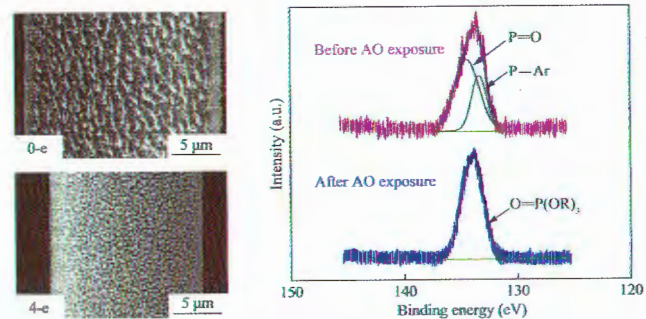 0-e
5 µm
4-e
5 µm
Before AO exposure
P=O
P—Ar
After AO exposure
O=P(OR)₃
Intensity (a.u.)
150
140
130
120
Binding energy (eV)